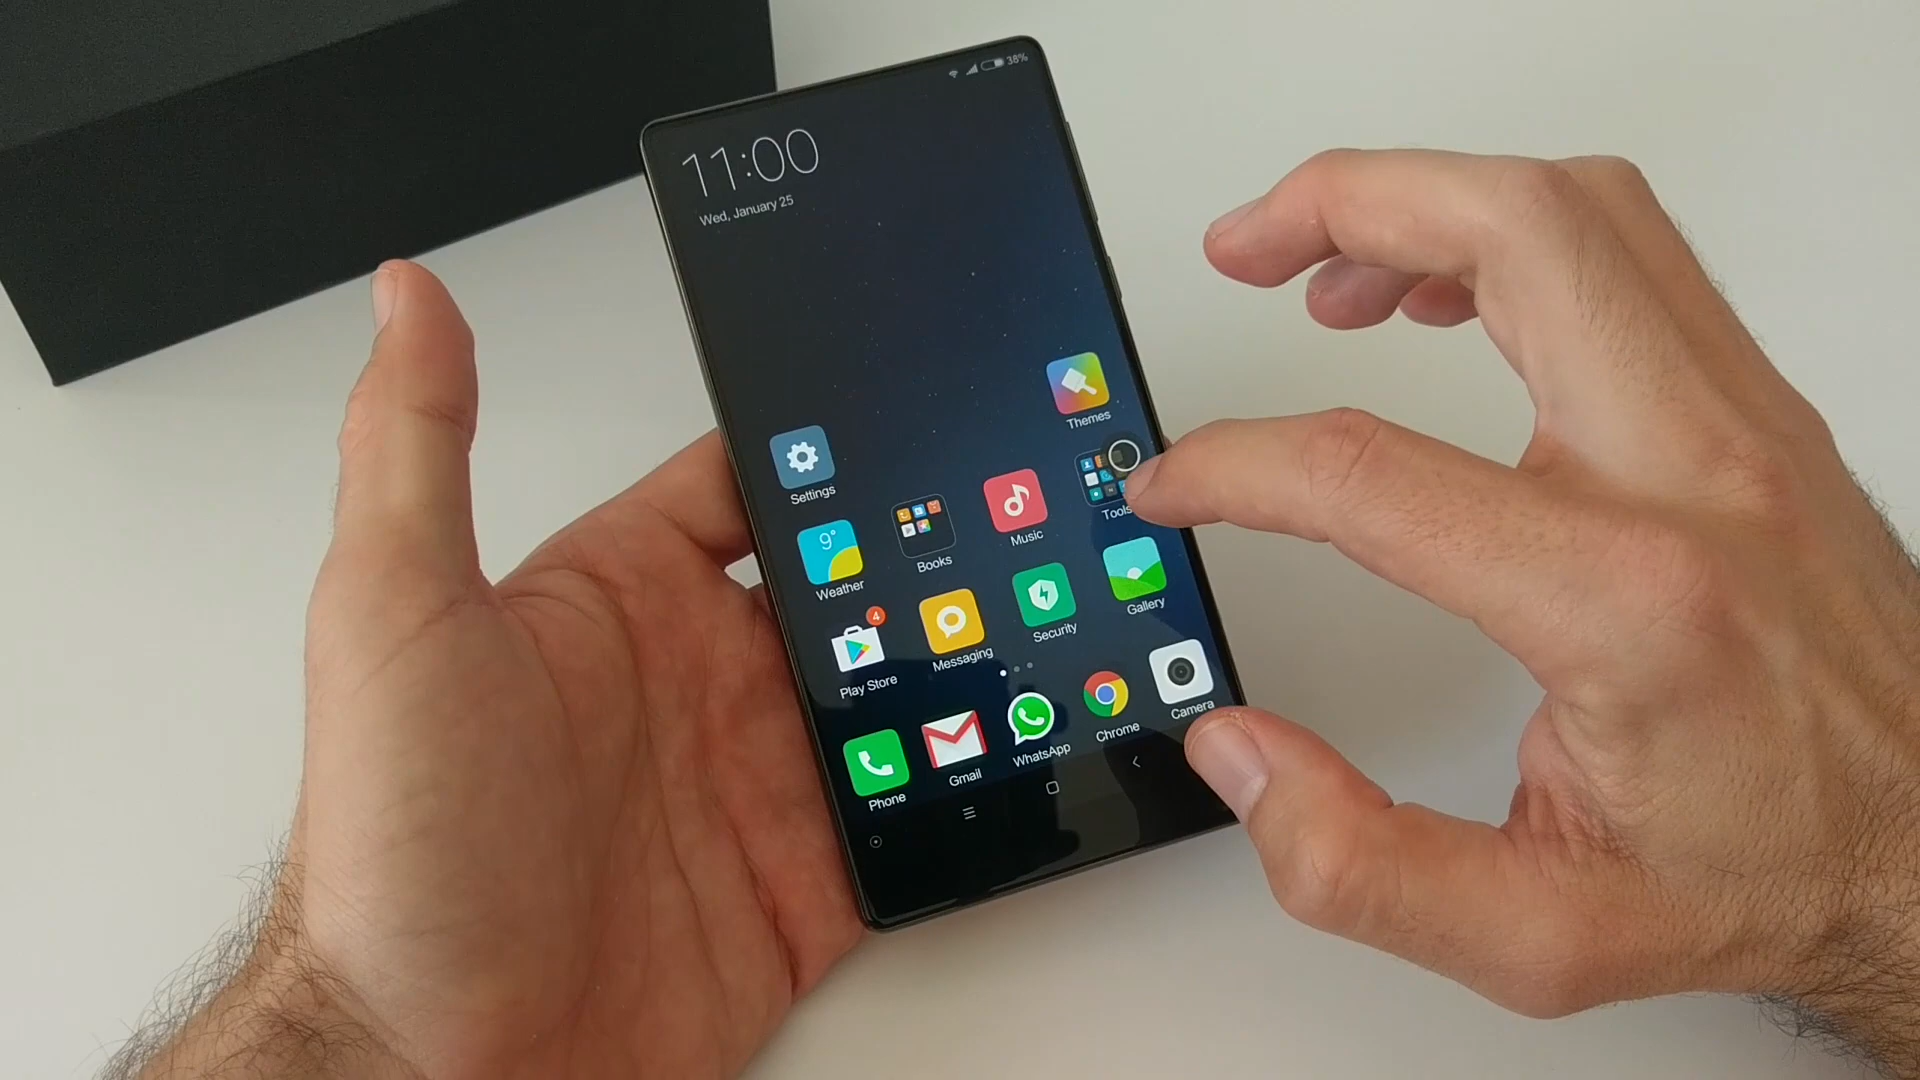 38%
11:00
Wed, January 25
Themes
Settings
Tools
Music
Books
9°
Weather
Gallery
Security
Messaging
4
Play Store
Camera
Chrome
WhatsApp
Gmail
Phone